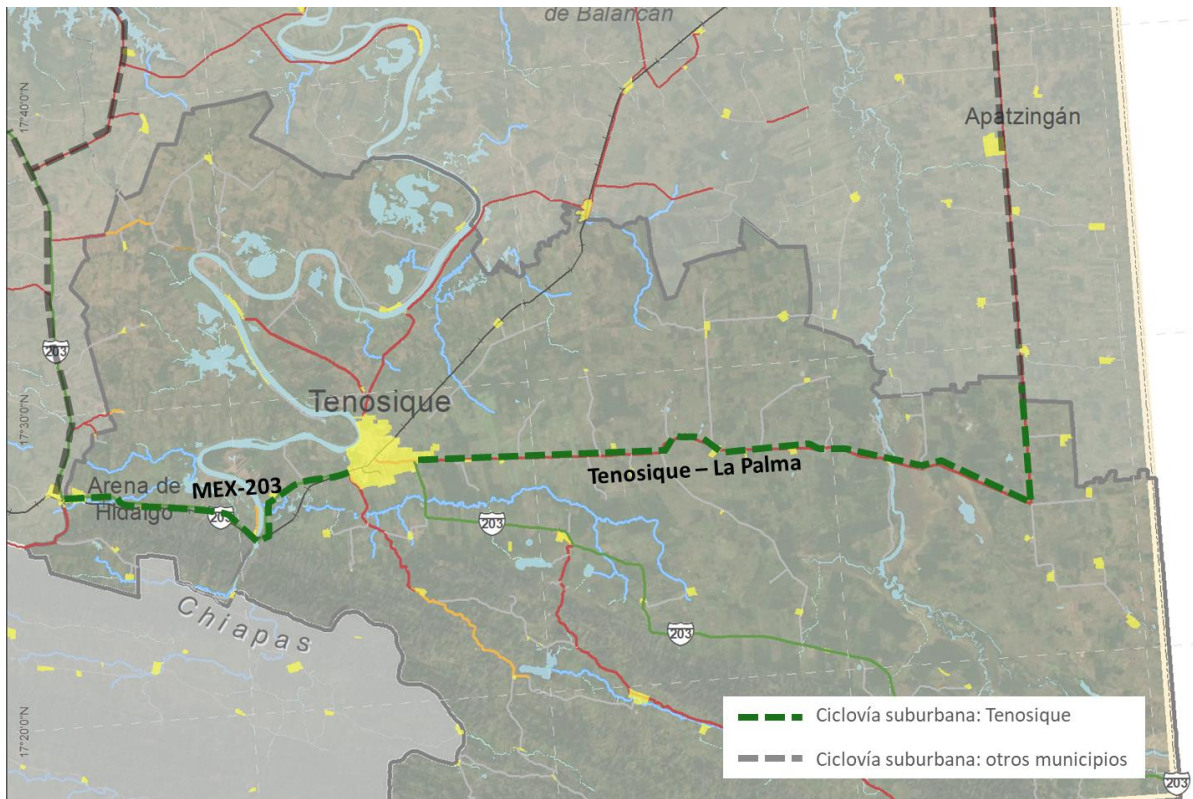 de Balancán
17°40'0"N
Apatzingán
203
17°30'0"N
Tenosique
Tenosique – La Palma
MEX-203
Arena de
Hidalgo
203
203
203
Chiapas
17°20'0"N
Ciclovía suburbana: Tenosique
Ciclovía suburbana: otros municipios
203